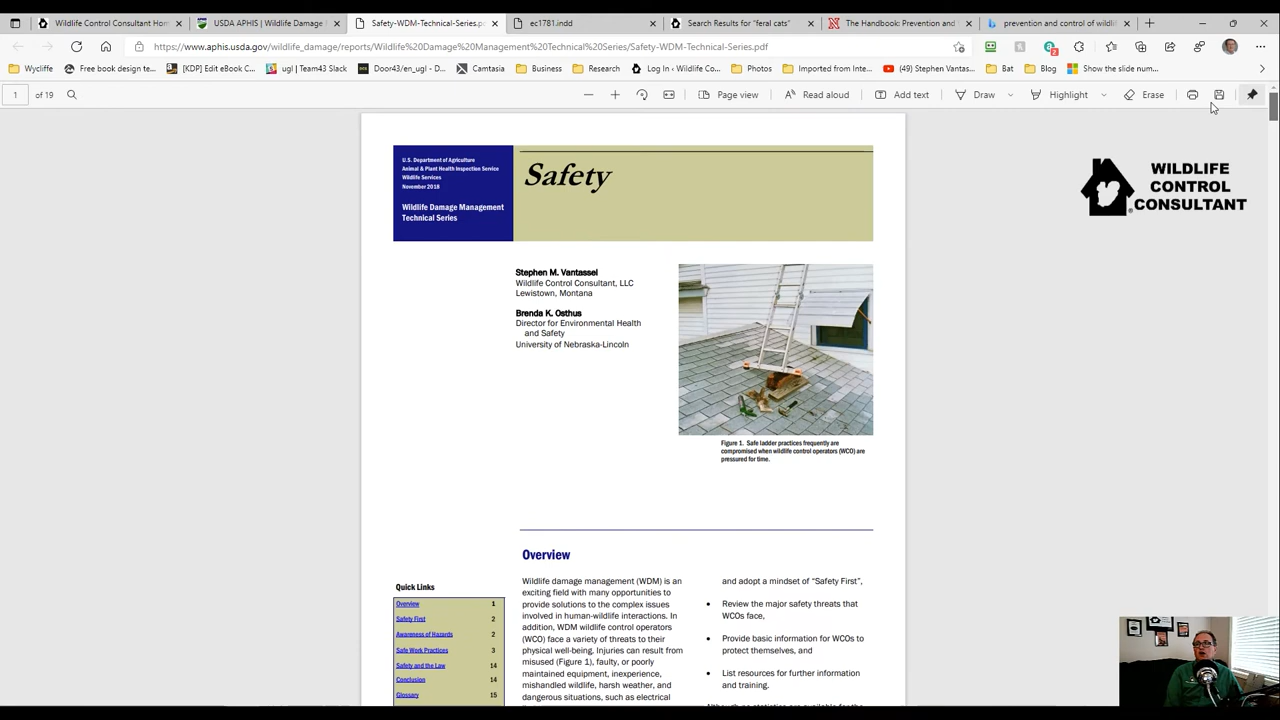 Wildlife Control Consultant Hom
USDA APHIS | Wildlife Damage M
Safety-WDM-Technical-Series.pd
ec1781.indd
Search Results for "feral cats"
The Handbook: Prevention and
prevention and control of wildlif
https://www.aphis.usda.gov/wildlife_damage/reports/Wildlife%20Damage%20Management%20Technical%20Series/Safety-WDM-Technical-Series.pdf
2
Wycliffe
Free book design te...
[KDP] Edit eBook C...
ugl | Team43 Slack
Door43/en_ugl - D...
Camtasia
Business
Research
Log In ‹ Wildlife Co...
Photos
Imported from Inte...
(49) Stephen Vantas...
Bat
Blog
Show the slide num...
1 of 19
Page view
Read aloud
Add text
Draw
Highlight
Erase
U.S. Department of Agriculture
Animal & Plant Health Inspection Service
Wildlife Services
November 2018
Wildlife Damage Management
Technical Series
Safety
WILDLIFE
CONTROL
CONSULTANT
Stephen M. Vantassel
Wildlife Control Consultant, LLC
Lewistown, Montana
Brenda K. Osthus
Director for Environmental Health
and Safety
University of Nebraska-Lincoln
Figure 1. Safe ladder practices frequently are
compromised when wildlife control operators (WCO) are
pressured for time.
Quick Links
Overview 1
Safety First 2
Awareness of Hazards 2
Safe Work Practices 3
Safety and the Law 14
Conclusion 14
Glossary 15
Overview
Wildlife damage management (WDM) is an
exciting field with many opportunities to
provide solutions to the complex issues
involved in human-wildlife interactions. In
addition, WDM wildlife control operators
(WCO) face a variety of threats to their
physical well-being. Injuries can result from
misused (Figure 1), faulty, or poorly
maintained equipment, inexperience,
mishandled wildlife, harsh weather, and
dangerous situations, such as electrical
and adopt a mindset of "Safety First",
• Review the major safety threats that
WCOs face,
• Provide basic information for WCOs to
protect themselves, and
• List resources for further information
and training.